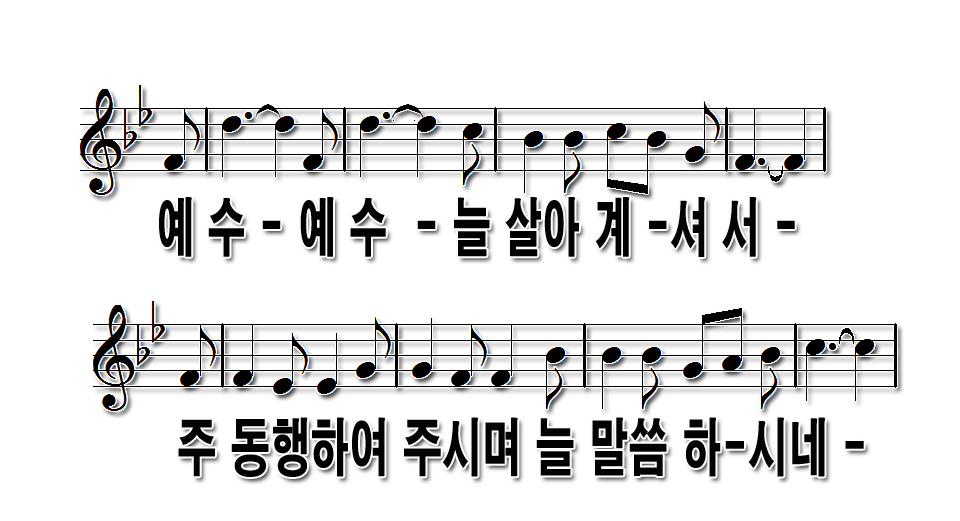 예 수 - 예 수 - 늘 살아 계 -셔 서 -
주 동행하여 주시며 늘 말씀 하-시네 -